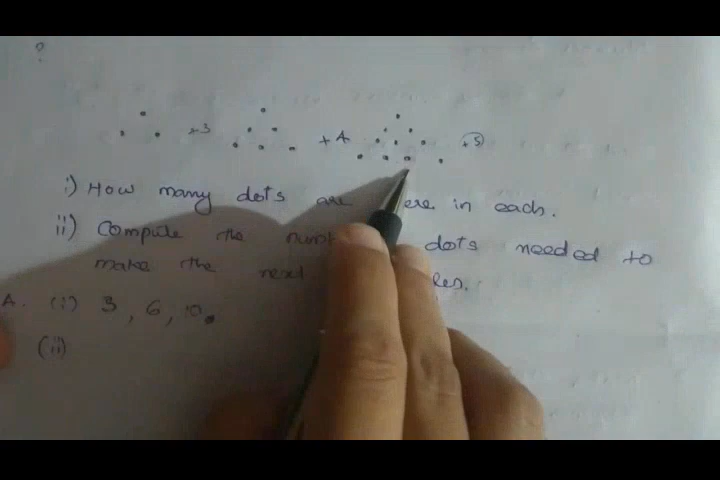 ?
+3 +4 +5
i) How many dots are in each.
ii) Compute the dots needed to
make the next
A. (i) 3, 6, 10.
(ii)